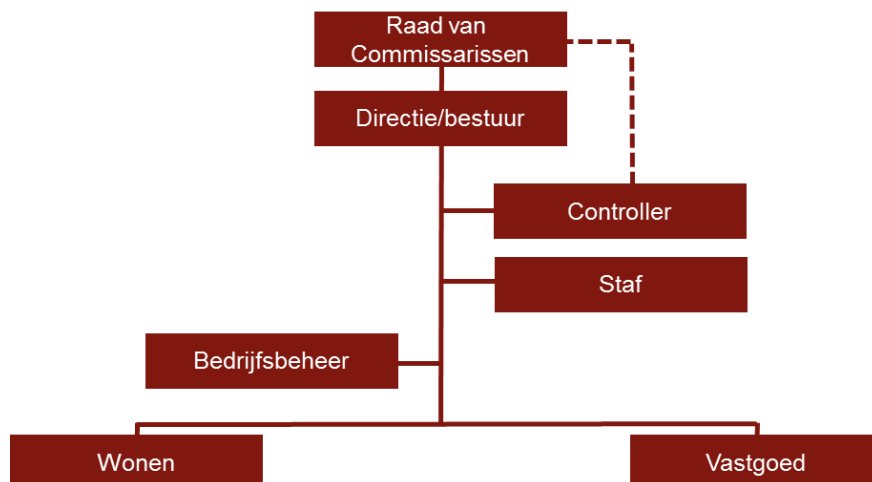 Raad van
Commissarissen
Directie/bestuur
Controller
Staf
Bedrijfsbeheer
Wonen
Vastgoed